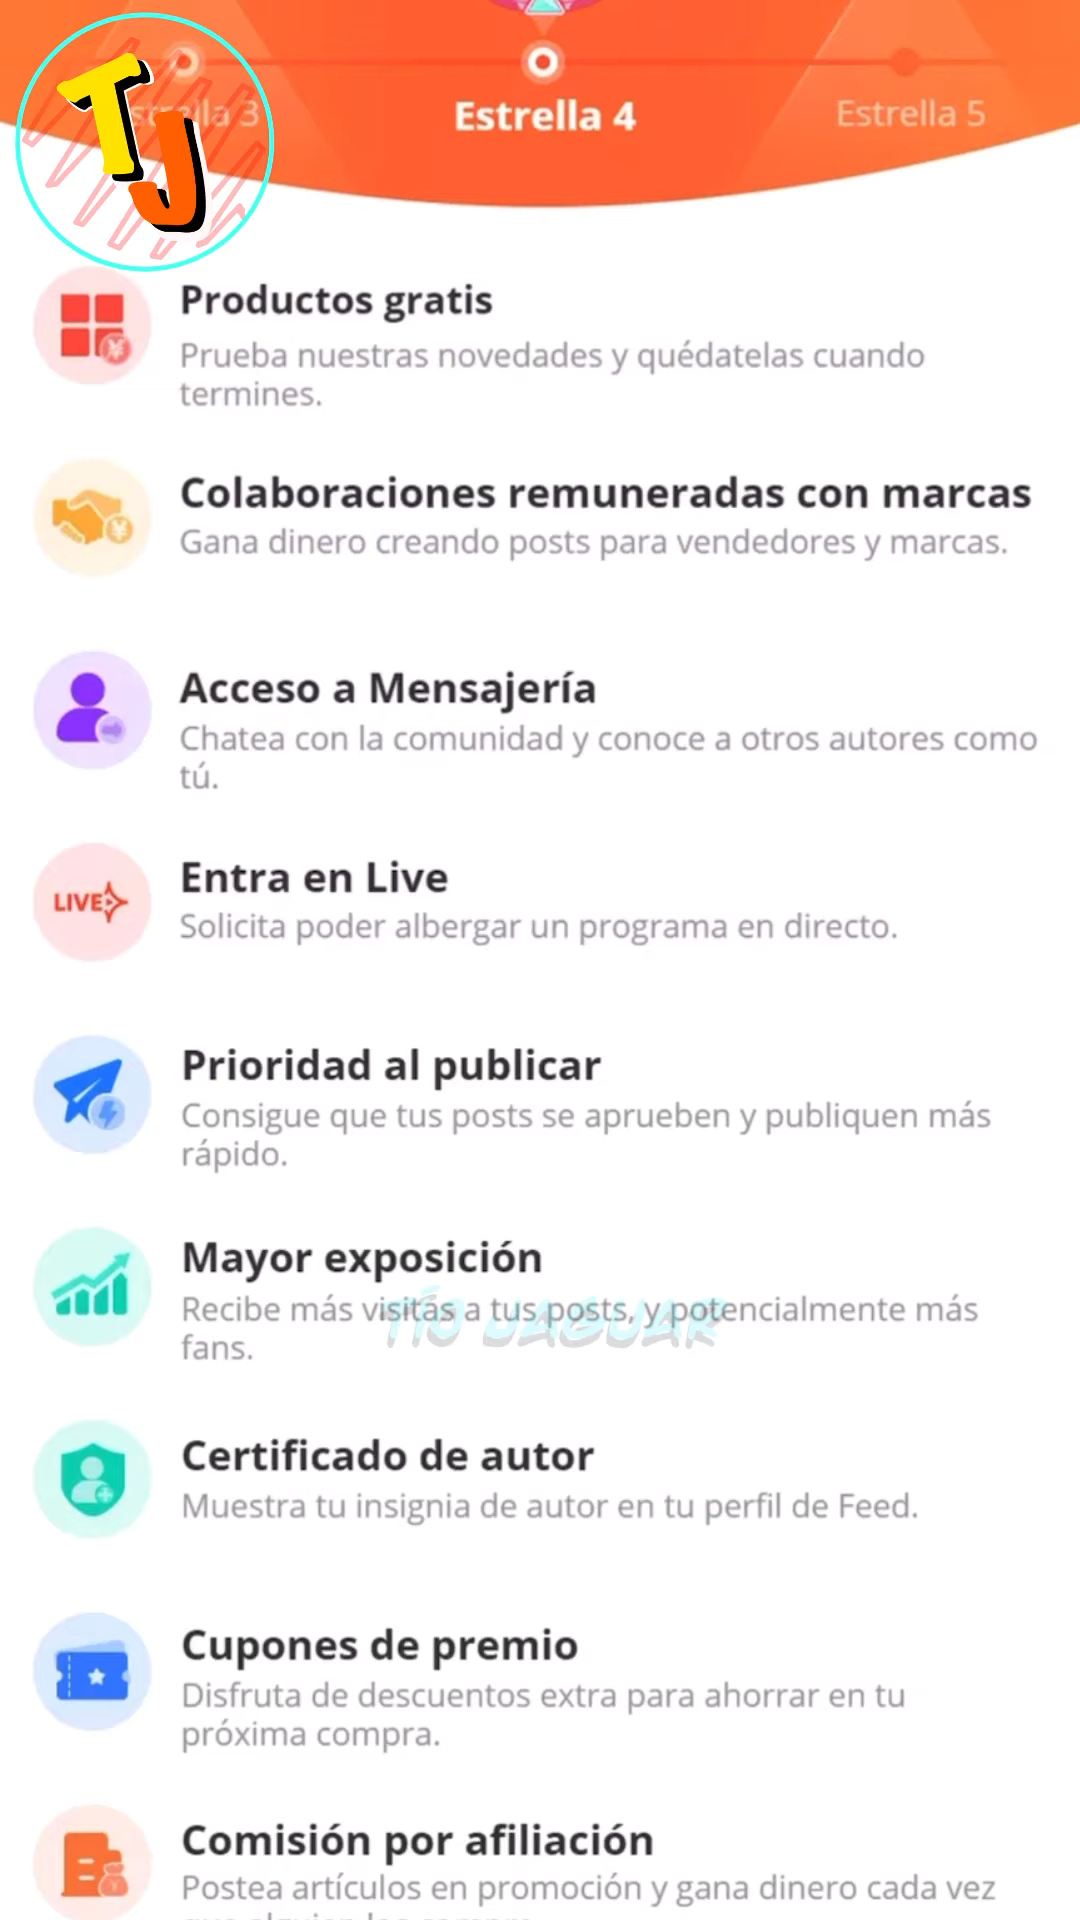 TJ
Estrella 3
Estrella 4
Estrella 5
Productos gratis
Prueba nuestras novedades y quédatelas cuando
termines.
Colaboraciones remuneradas con marcas
Gana dinero creando posts para vendedores y marcas.
Acceso a Mensajería
Chatea con la comunidad y conoce a otros autores como
tú.
LIVE
Entra en Live
Solicita poder albergar un programa en directo.
Prioridad al publicar
Consigue que tus posts se aprueben y publiquen más
rápido.
Mayor exposición
Recibe más visitas a tus posts, y potencialmente más
fans.
TÍO JAGUAR
Certificado de autor
Muestra tu insignia de autor en tu perfil de Feed.
Cupones de premio
Disfruta de descuentos extra para ahorrar en tu
próxima compra.
Comisión por afiliación
Postea artículos en promoción y gana dinero cada vez